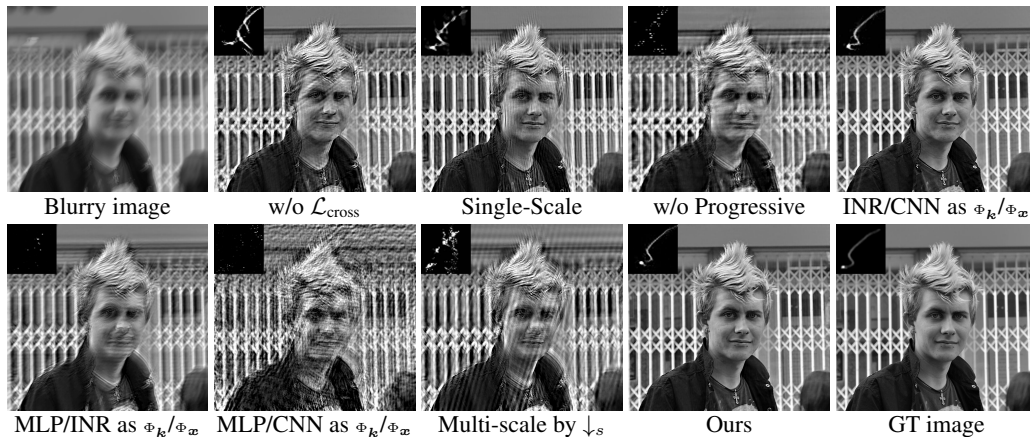 Blurry image
w/o ℒcross
Single-Scale
w/o Progressive
INR/CNN as Φ𝒌/Φ𝒙
MLP/INR as Φ𝒌/Φ𝒙
MLP/CNN as Φ𝒌/Φ𝒙
Multi-scale by ↓s
Ours
GT image